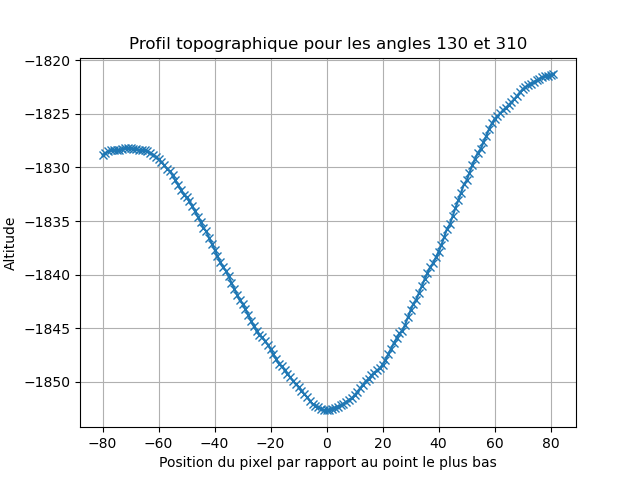 Profil topographique pour les angles 130 et 310
−1820
−1825
−1830
−1835
−1840
−1845
−1850
Altitude
−80 −60 −40 −20 0 20 40 60 80
Position du pixel par rapport au point le plus bas